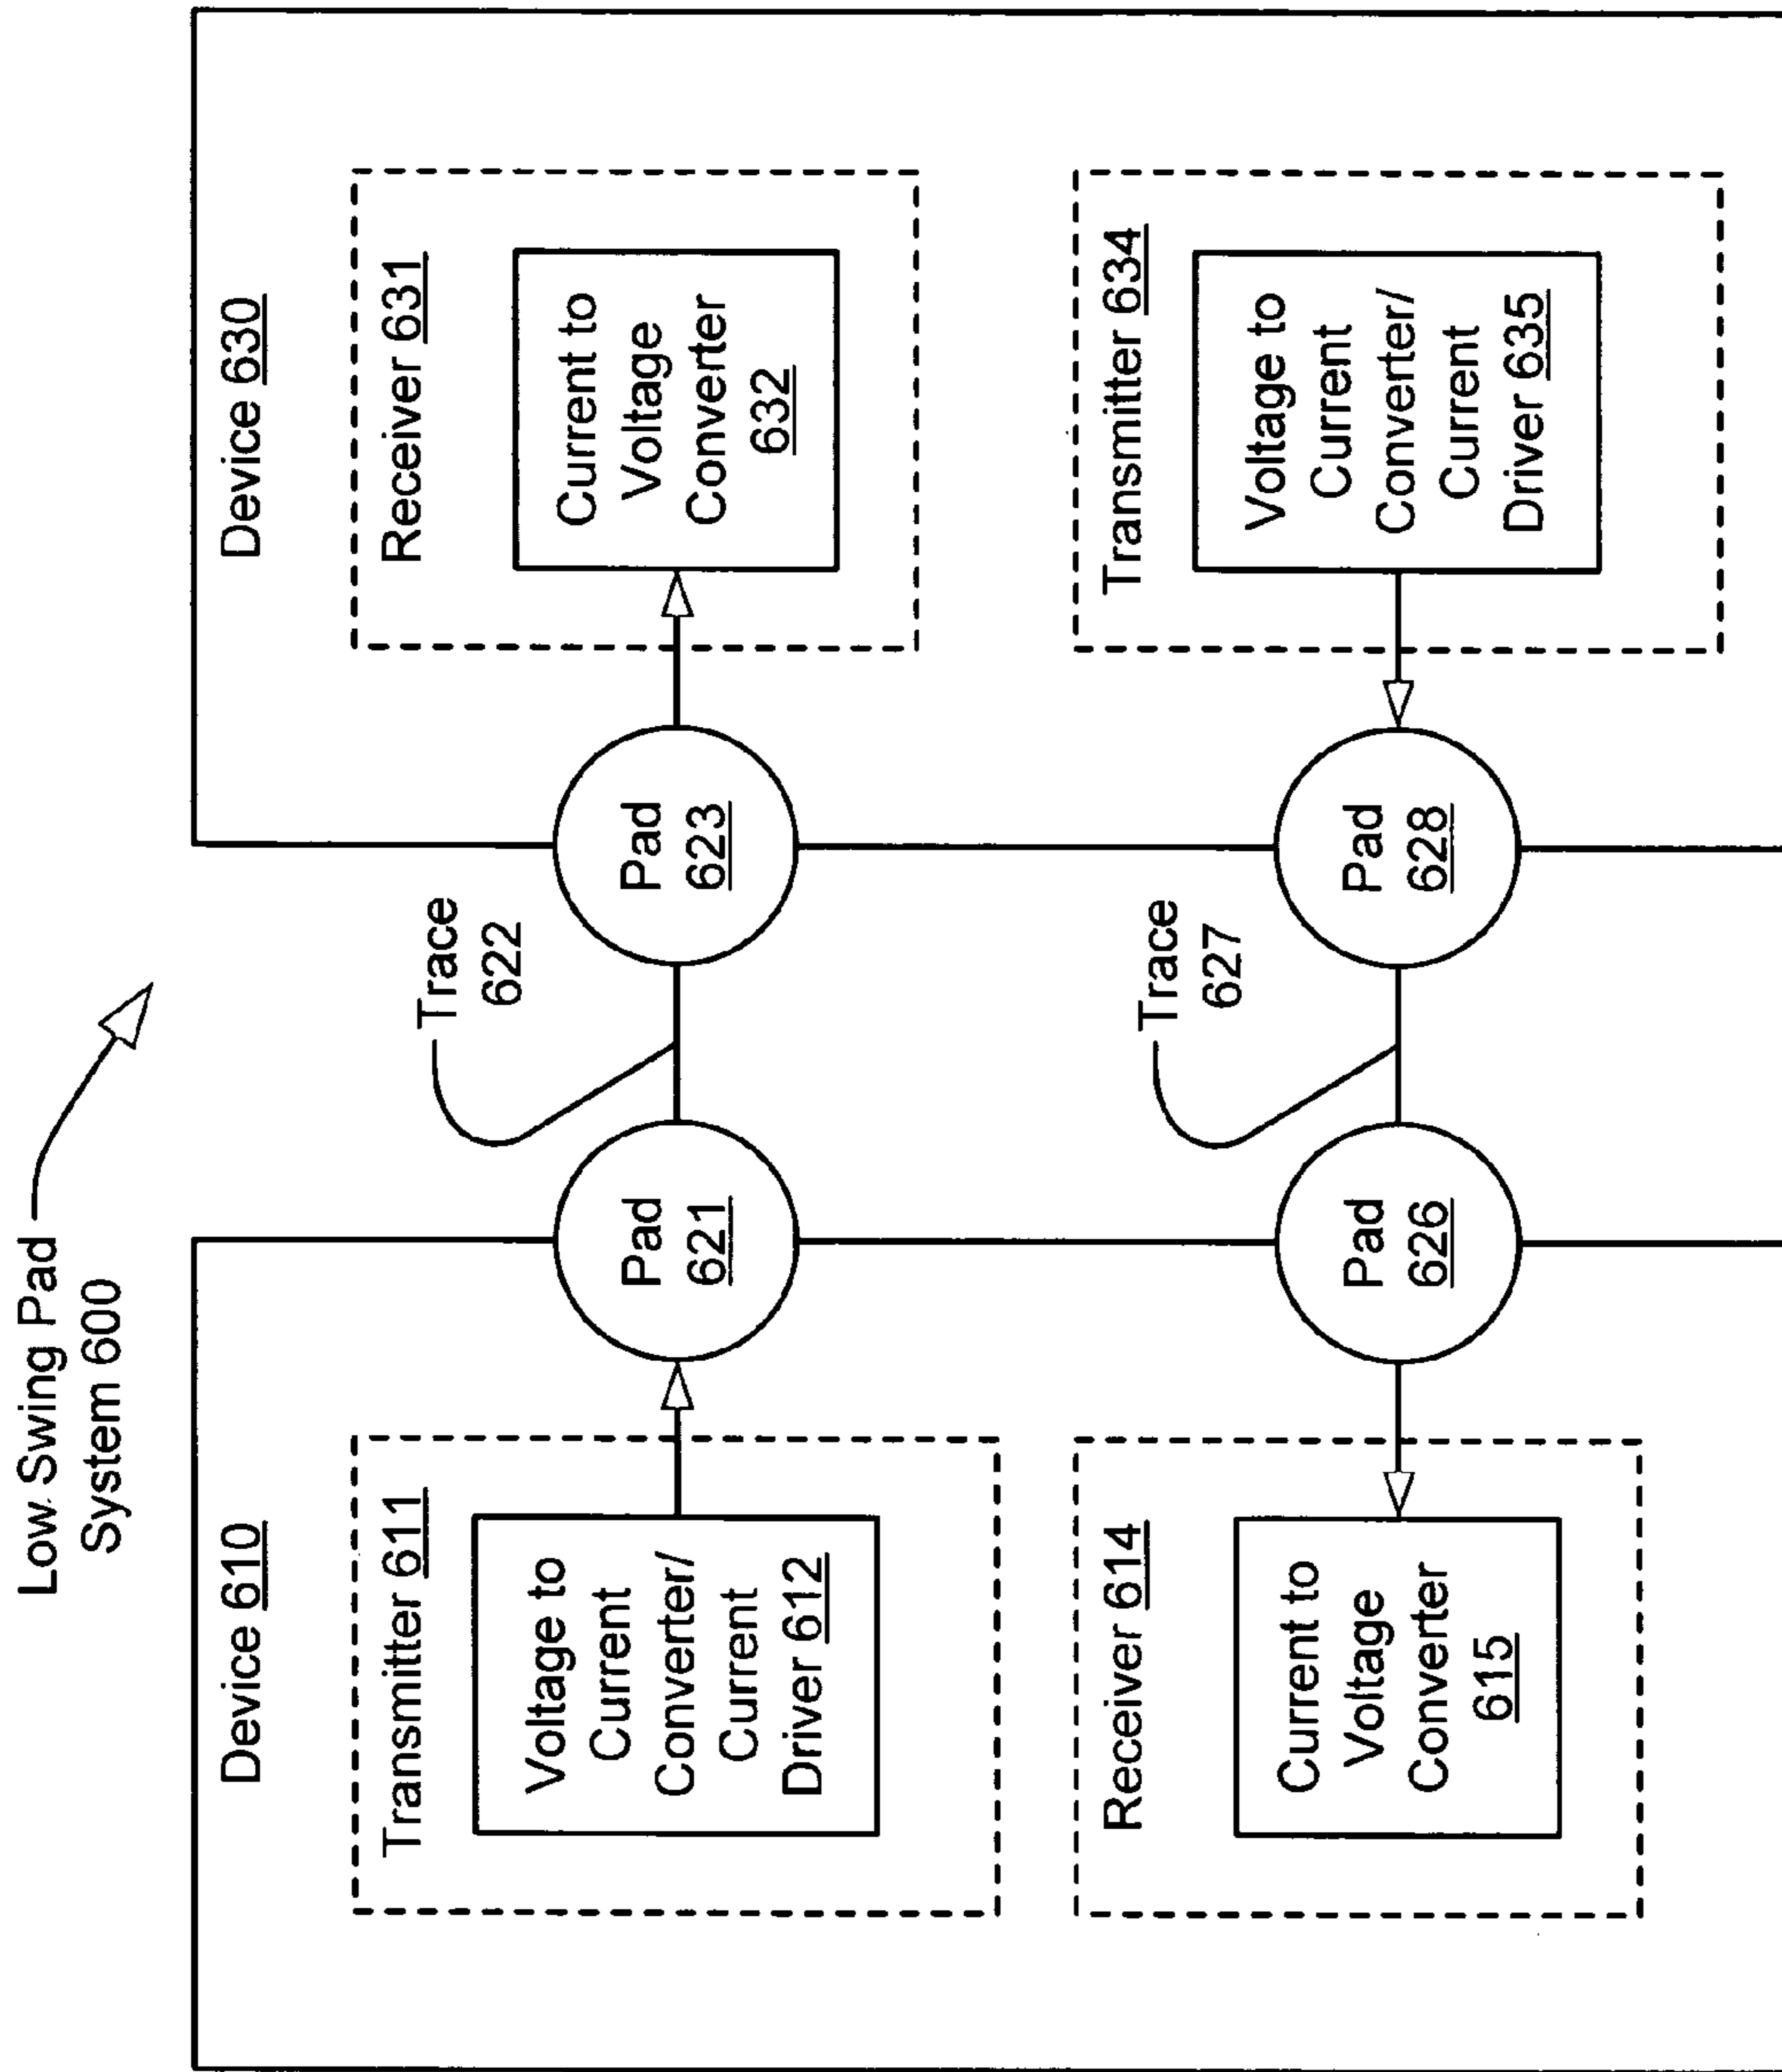 Low Swing Pad
System 600
Device 610
Transmitter 611
Voltage to
Current
Converter/
Current
Driver 612
Pad
621
Trace
622
Pad
623
Device 630
Receiver 631
Current to
Voltage
Converter
632
Receiver 614
Current to
Voltage
Converter
615
Pad
626
Trace
627
Pad
628
Transmitter 634
Voltage to
Current
Converter/
Current
Driver 635